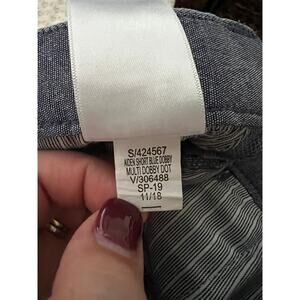 S/424567
AIDEN SHORT BLUE DOBBY
MULTI DOBBY DOT
V/306488
SP-19
11/18